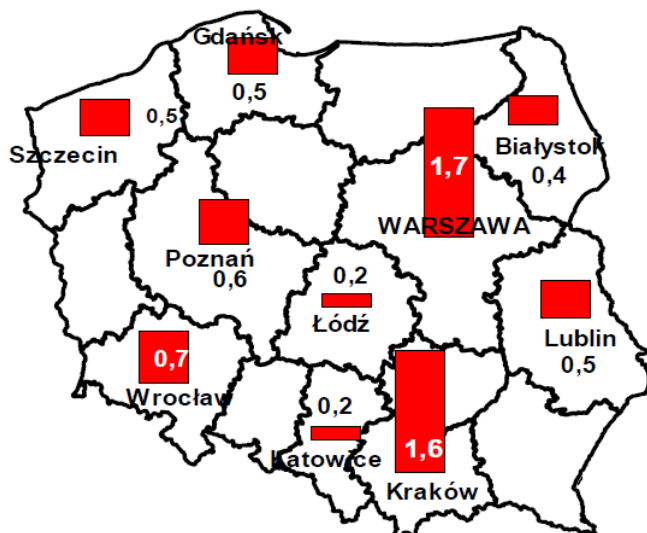 Gdańsk
0,5
0,5
Szczecin
1,7
Białystok
0,4
WARSZAWA
Poznań
0,6
0,2
Łódź
Lublin
0,5
0,7
Wrocław
0,2
Katowice
1,6
Kraków